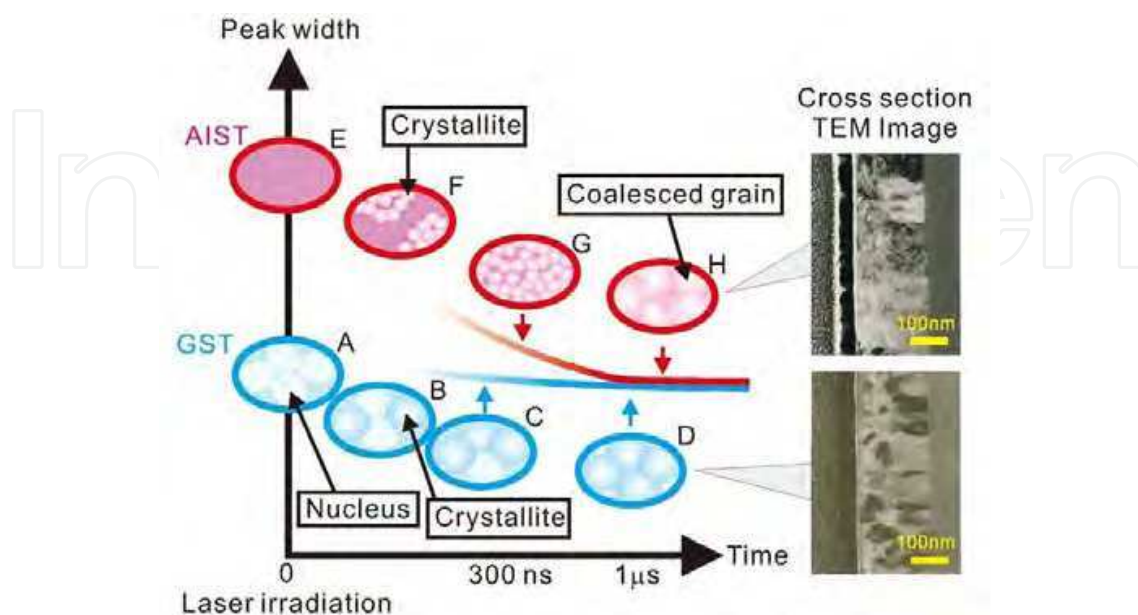 Peak width
Cross section
TEM Image
AIST
E
Crystallite
F
Coalesced grain
G
H
100nm
GST
A
B
C
D
Nucleus
Crystallite
100nm
Time
0
300 ns
1μs
Laser irradiation